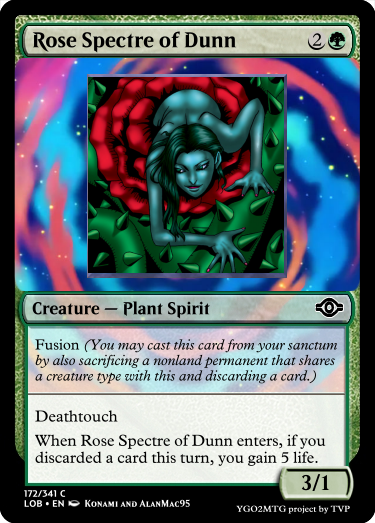 Rose Spectre of Dunn 2
Creature — Plant Spirit
Fusion (You may cast this card from your sanctum
by also sacrificing a nonland permanent that shares
a creature type with this and discarding a card.)
Deathtouch
When Rose Spectre of Dunn enters, if you
discarded a card this turn, you gain 5 life.
3/1
172/341 C
LOB • EN Konami and AlanMac95
YGO2MTG project by TVP